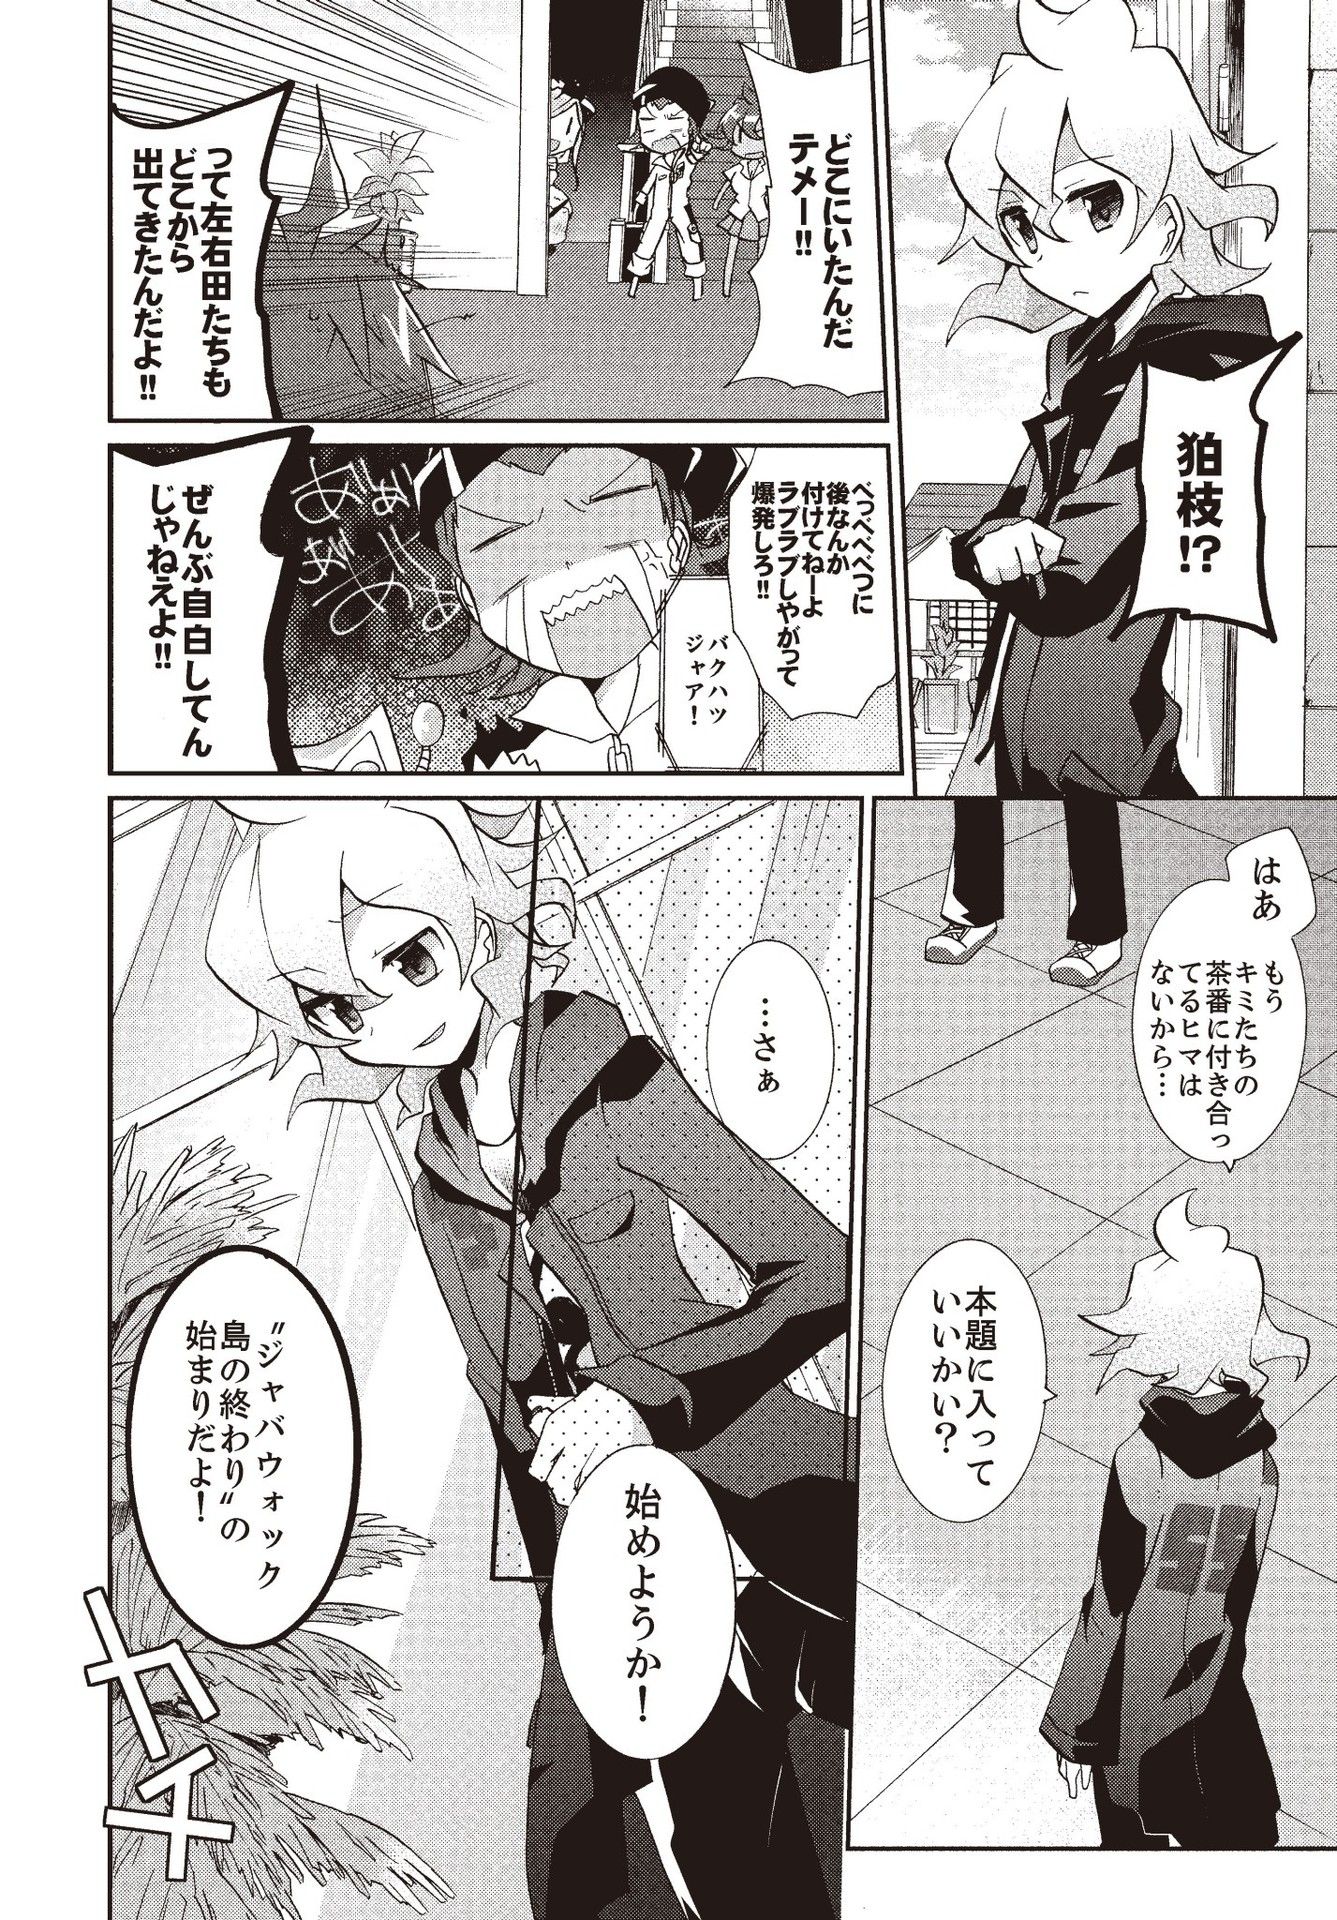 狛枝!?
どこにいたんだ
テメー!!
つて左右田たちも
どこから
出てきたんだよ!!
べっべべべつに
後なんか
付けてねーよ
ラブラブしやがって
爆発しろ!!
バクハッ
ジャア!
ぜんぶ自白してん
じゃねえよ!!
はあ
もう
キミたちの
茶番に付き合っ
てるヒマは
ないから…
本題に入って
いいかい?
…さぁ
始めようか!
"ジャバウォック
島の終わり"の
始まりだよ!
カイ